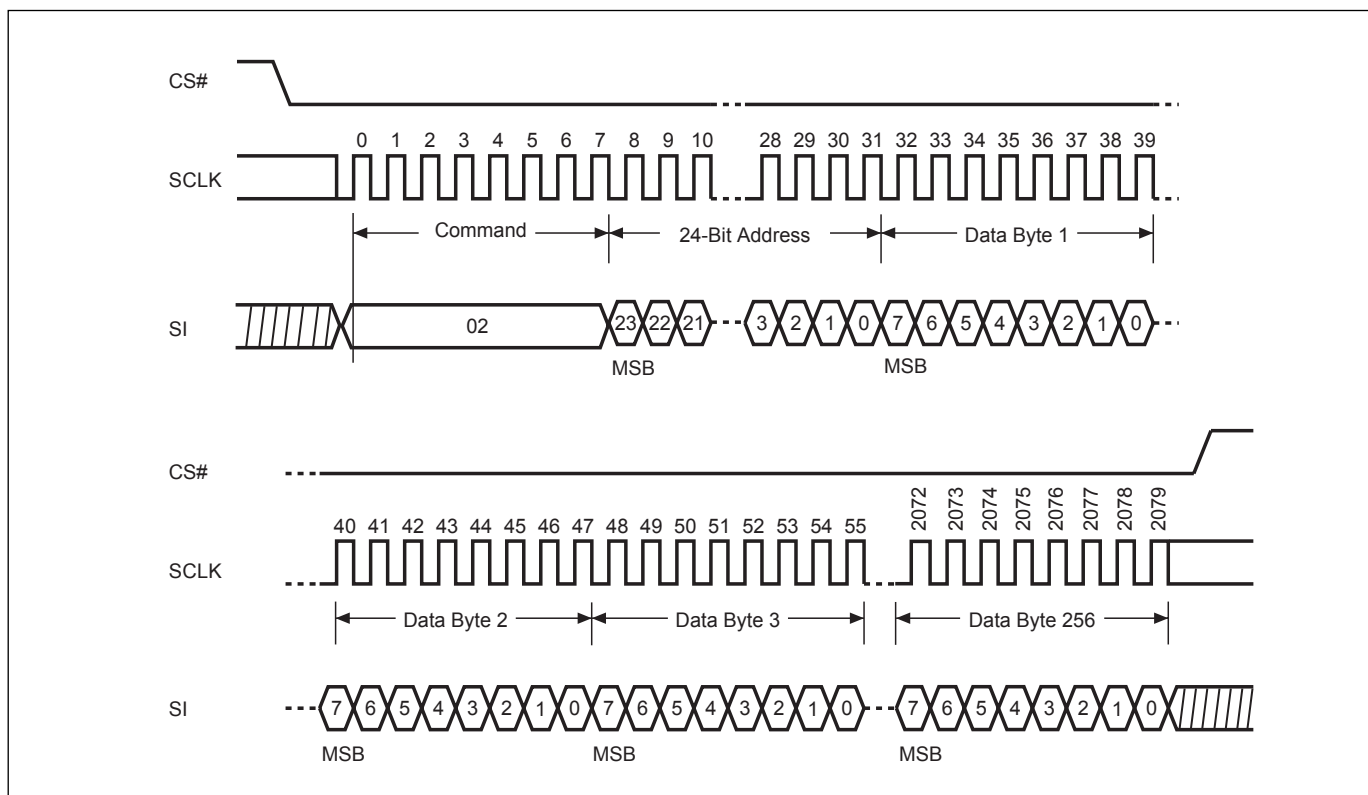 CS#
0 1 2 3 4 5 6 7 8 9 10 28 29 30 31 32 33 34 35 36 37 38 39
SCLK
Command 24-Bit Address Data Byte 1
SI 02 23 22 21 3 2 1 0 7 6 5 4 3 2 1 0
MSB MSB
CS#
2072 2073 2074 2075 2076 2077 2078 2079
40 41 42 43 44 45 46 47 48 49 50 51 52 53 54 55
SCLK
Data Byte 2 Data Byte 3 Data Byte 256
SI 7 6 5 4 3 2 1 0 7 6 5 4 3 2 1 0 7 6 5 4 3 2 1 0
MSB MSB MSB